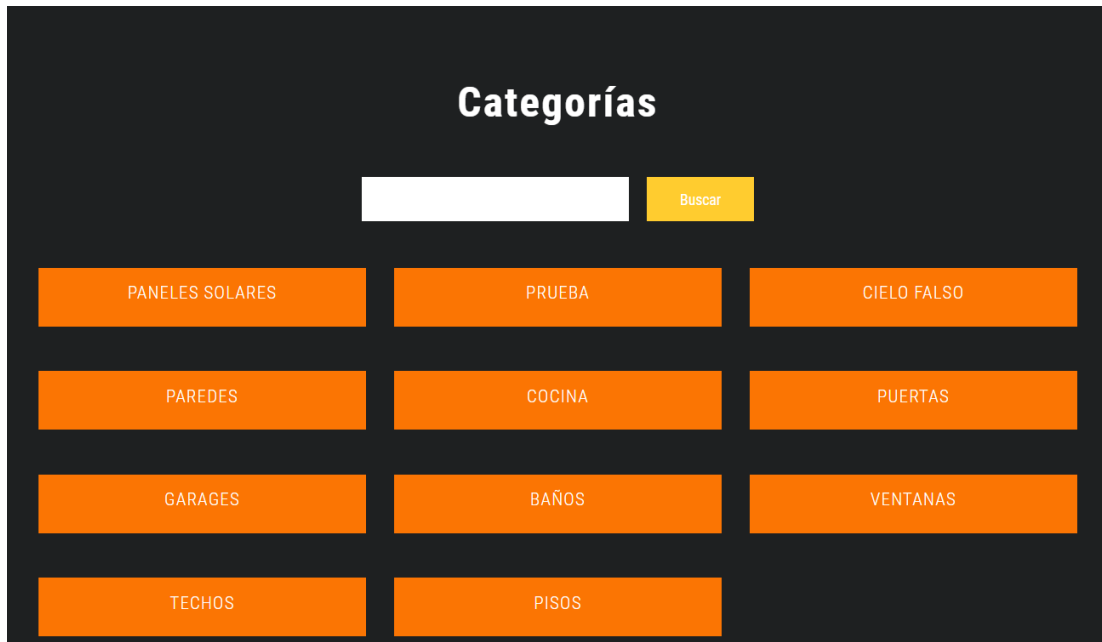 Categorías
Buscar
PANELES SOLARES
PRUEBA
CIELO FALSO
PAREDES
COCINA
PUERTAS
GARAGES
BAÑOS
VENTANAS
TECHOS
PISOS